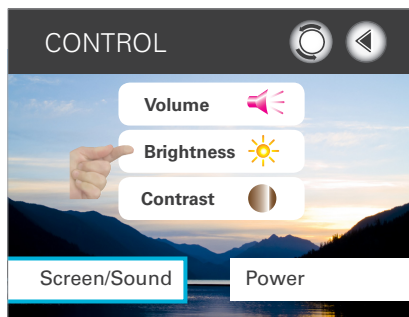 CONTROL
Volume
Brightness
Contrast
Screen/Sound
Power